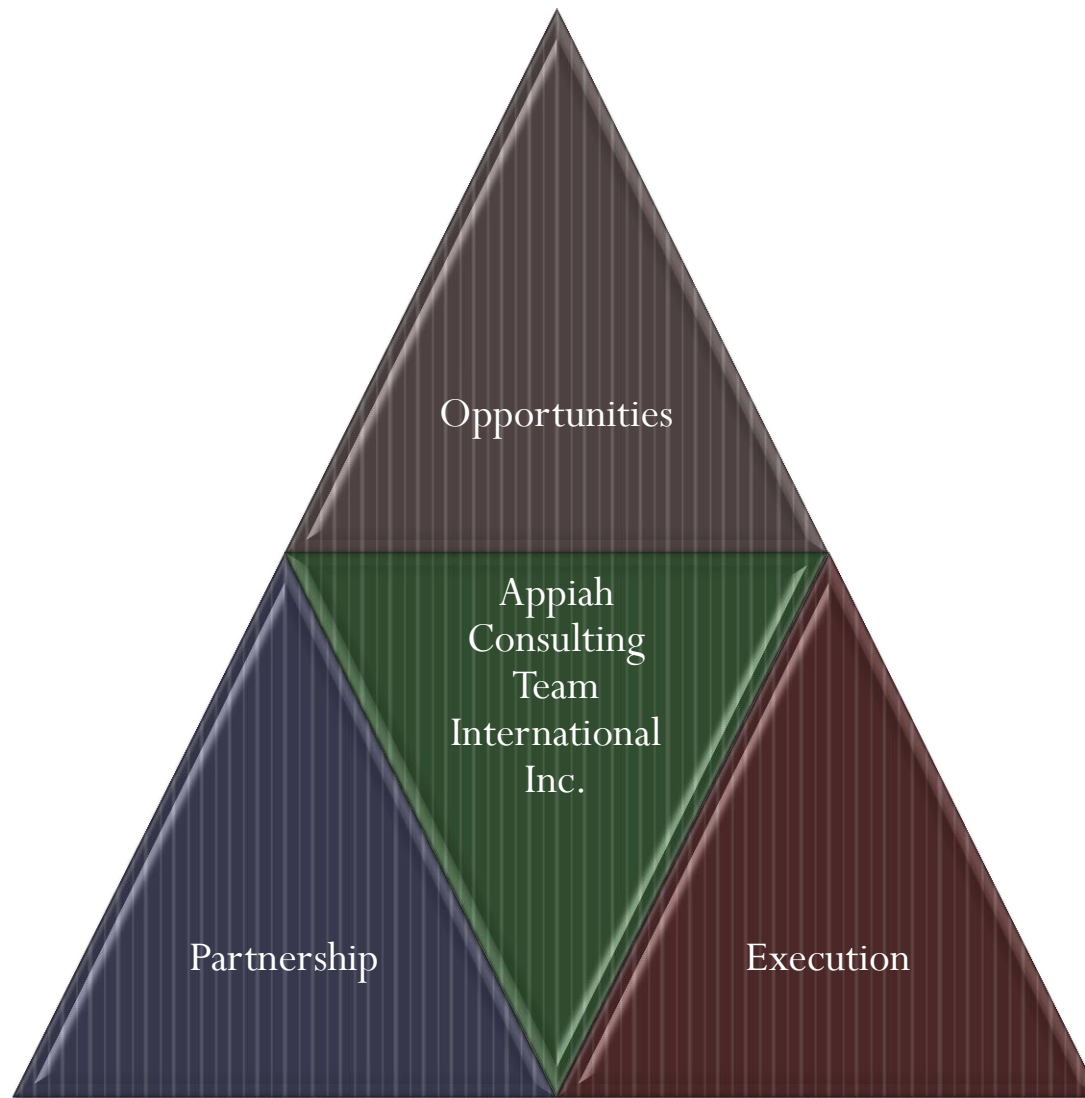 Opportunities
Appiah
Consulting
Team
International
Inc.
Partnership
Execution